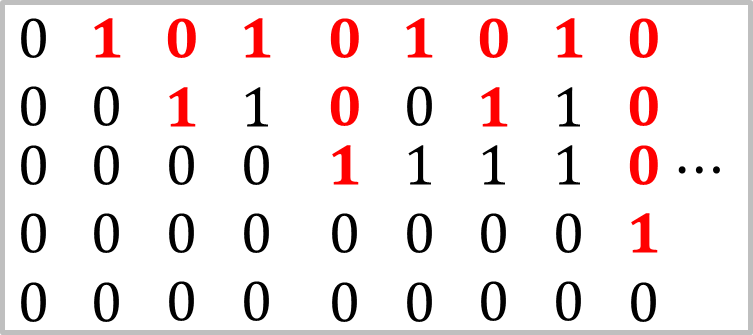 0 1 0 1 0 1 0 1 0
0 0 1 1 0 0 1 1 0
0 0 0 0 1 1 1 1 0 ⋯
0 0 0 0 0 0 0 0 1
0 0 0 0 0 0 0 0 0